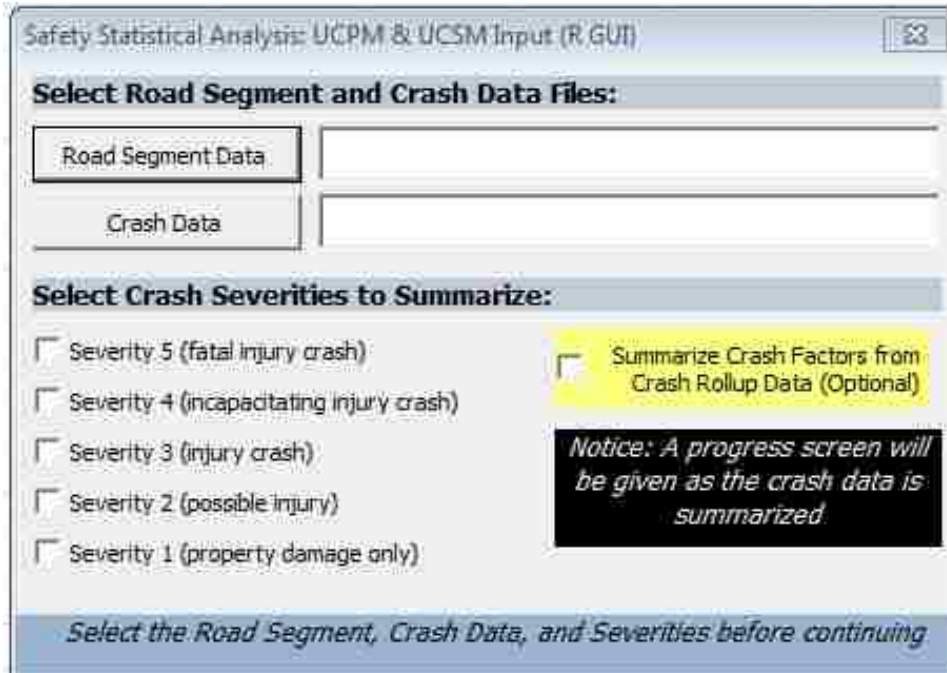 Safety Statistical Analysis: UCPM & UCSM Input (R GUI)
Select Road Segment and Crash Data Files:
Road Segment Data
Crash Data
Select Crash Severities to Summarize:
Severity 5 (fatal injury crash)
Severity 4 (incapacitating injury crash)
Severity 3 (injury crash)
Severity 2 (possible injury)
Severity 1 (property damage only)
Summarize Crash Factors from
Crash Rollup Data (Optional)
Notice: A progress screen will
be given as the crash data is
summarized
Select the Road Segment, Crash Data, and Severities before continuing